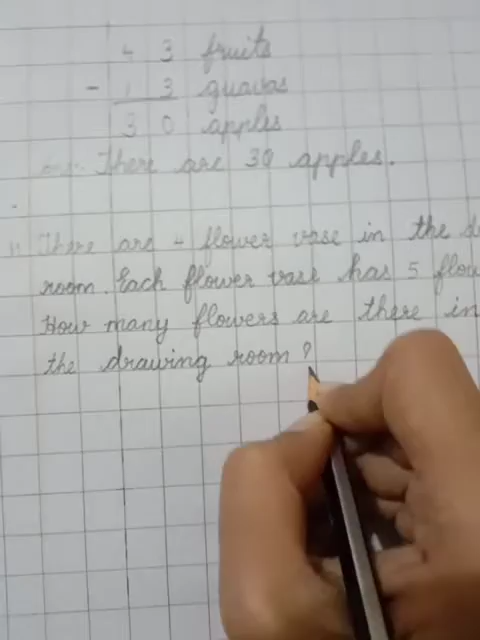 4 3 fruits
- 1 3 guavas
3 0 apples
There are 30 apples.
There are 4 flower vase in the
room. Each flower vase has 5
How many flowers are there in
the drawing room ?